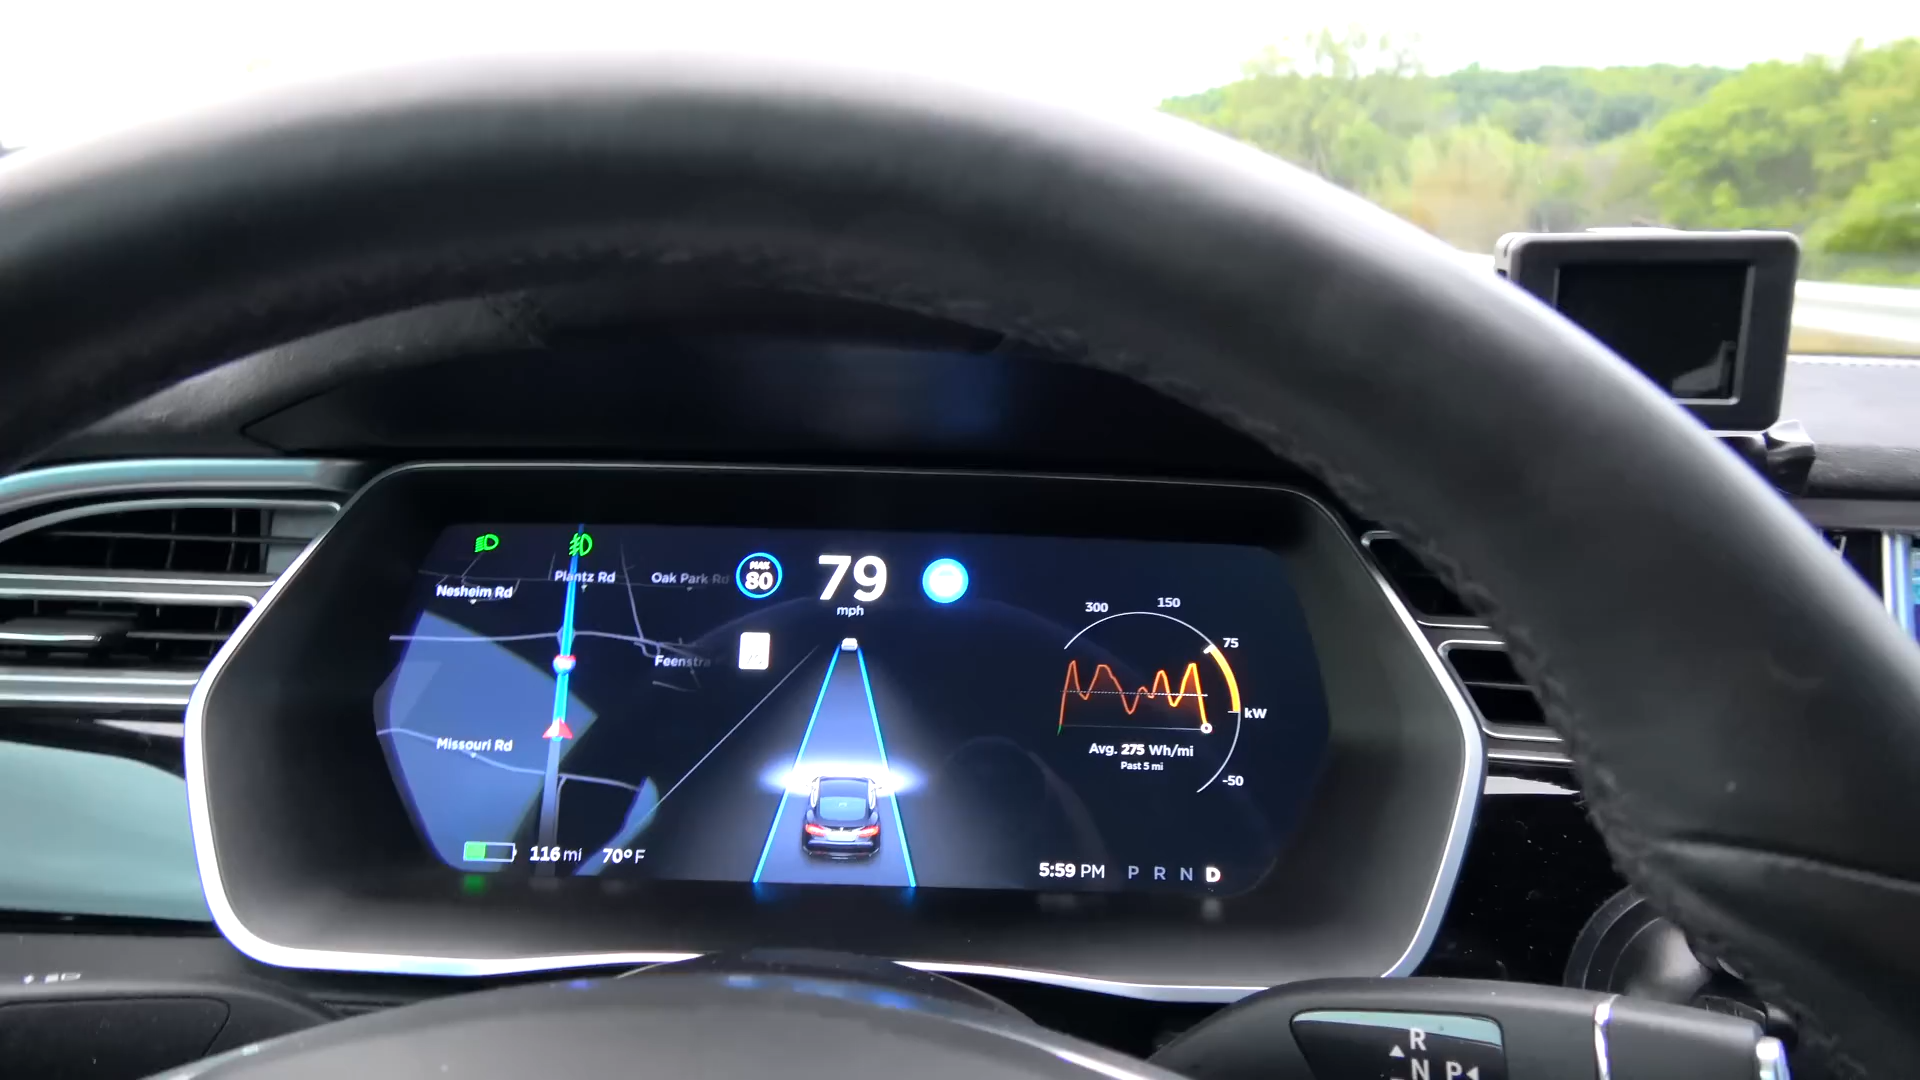 Nesheim Rd
Plantz Rd
Oak Park Rd
MAX
80
79
mph
Feenstra
Missouri Rd
116 mi
70° F
300
150
75
kW
-50
Avg. 275 Wh/mi
Past 5 mi
5:59 PM
P R N D
R
N P